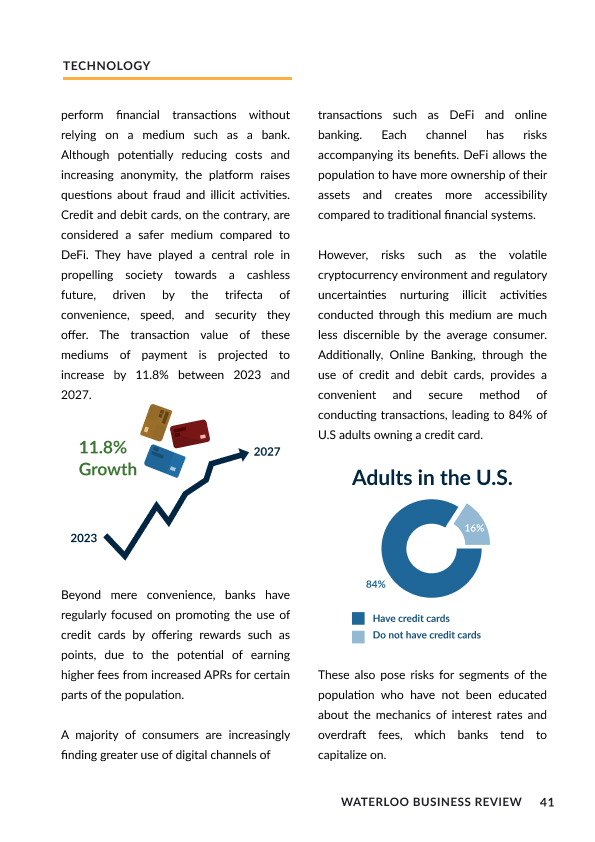 TECHNOLOGY
perform financial transactions without
relying on a medium such as a bank.
Although potentially reducing costs and
increasing anonymity, the platform raises
questions about fraud and illicit activities.
Credit and debit cards, on the contrary, are
considered a safer medium compared to
DeFi. They have played a central role in
propelling society towards a cashless
future, driven by the trifecta of
convenience, speed, and security they
offer. The transaction value of these
mediums of payment is projected to
increase by 11.8% between 2023 and
2027.
11.8%
Growth
2027
2023
Beyond mere convenience, banks have
regularly focused on promoting the use of
credit cards by offering rewards such as
points, due to the potential of earning
higher fees from increased APRs for certain
parts of the population.
A majority of consumers are increasingly
finding greater use of digital channels of
transactions such as DeFi and online
banking. Each channel has risks
accompanying its benefits. DeFi allows the
population to have more ownership of their
assets and creates more accessibility
compared to traditional financial systems.
However, risks such as the volatile
cryptocurrency environment and regulatory
uncertainties nurturing illicit activities
conducted through this medium are much
less discernible by the average consumer.
Additionally, Online Banking, through the
use of credit and debit cards, provides a
convenient and secure method of
conducting transactions, leading to 84% of
U.S adults owning a credit card.
Adults in the U.S.
16%
84%
Have credit cards
Do not have credit cards
These also pose risks for segments of the
population who have not been educated
about the mechanics of interest rates and
overdraft fees, which banks tend to
capitalize on.
WATERLOO BUSINESS REVIEW 41